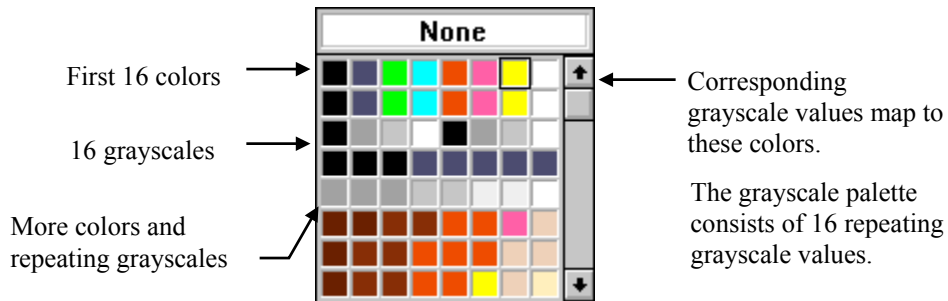 None
First 16 colors
16 grayscales
More colors and
repeating grayscales
Corresponding
grayscale values map to
these colors.
The grayscale palette
consists of 16 repeating
grayscale values.